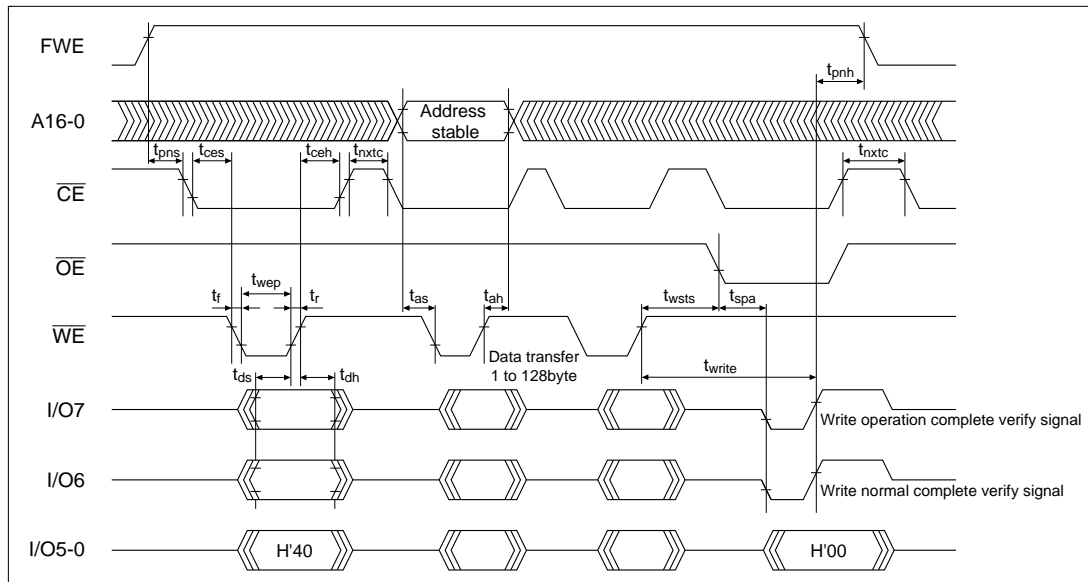 FWE
t_pnh
A16-0
Address
stable
t_pns
t_ces
t_ceh
t_nxtc
t_nxtc
CE
OE
t_wep
t_f
t_r
t_as
t_ah
t_wsts
t_spa
WE
Data transfer
1 to 128byte
t_write
t_ds
t_dh
I/O7
Write operation complete verify signal
I/O6
Write normal complete verify signal
I/O5-0
H'40
H'00